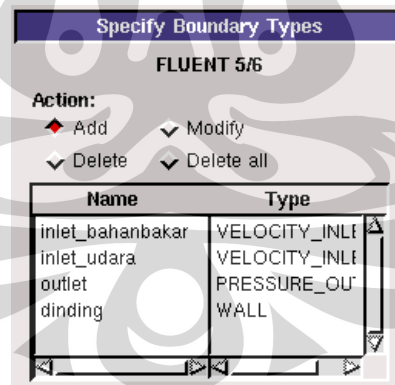 Specify Boundary Types
FLUENT 5/6
Action:
Add Modify
Delete Delete all
Name Type
inlet_bahanbakar VELOCITY_INLE
inlet_udara VELOCITY_INLE
outlet PRESSURE_OUT
dinding WALL